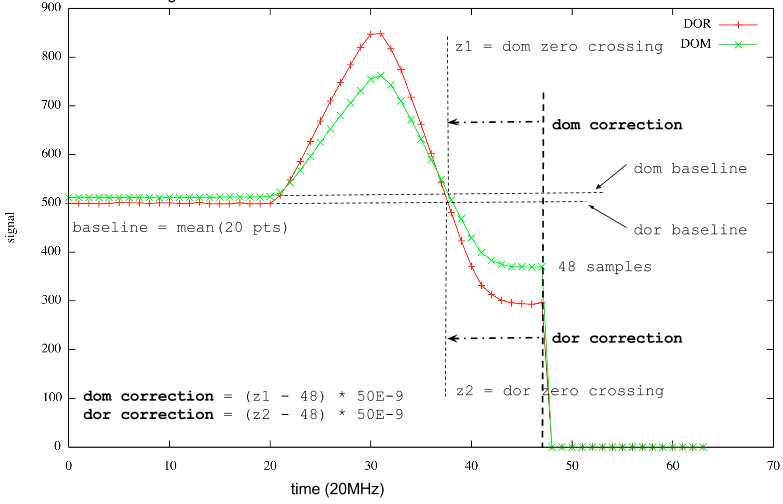 900
800
700
600
500
400
300
200
100
0
signal
0 10 20 30 40 50 60 70
time (20MHz)
DOR
DOM
z1 = dom zero crossing
dom correction
dom baseline
dor baseline
baseline = mean(20 pts)
48 samples
dor correction
z2 = dor zero crossing
dom correction = (z1 - 48) * 50E-9
dor correction = (z2 - 48) * 50E-9